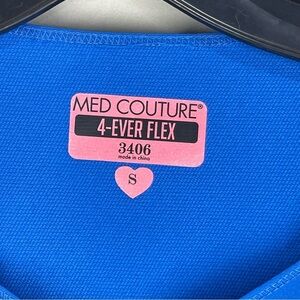 MED COUTURE®
4-EVER FLEX
3406
made in china
S